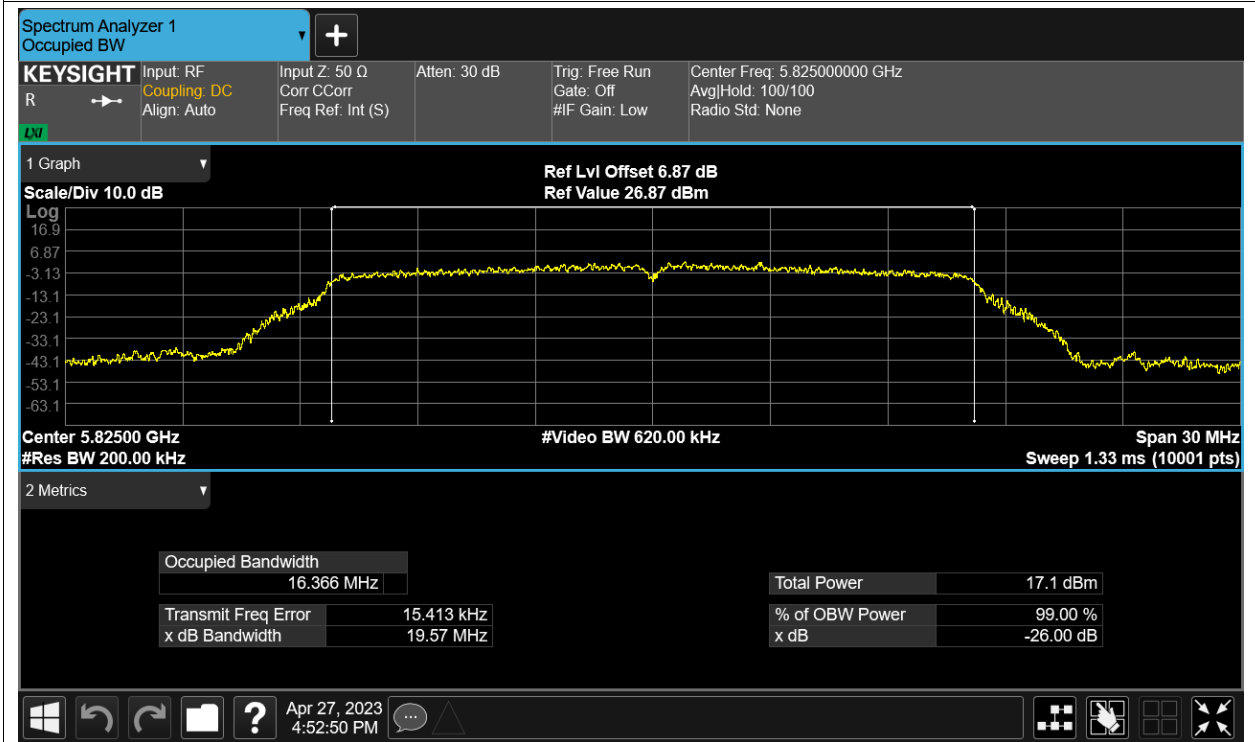 Spectrum Analyzer 1
Occupied BW
KEYSIGHT
R
LXI
Input: RF
Coupling: DC
Align: Auto
Input Z: 50 Ω
Corr CCorr
Freq Ref: Int (S)
Atten: 30 dB
Trig: Free Run
Gate: Off
#IF Gain: Low
Center Freq: 5.825000000 GHz
Avg|Hold: 100/100
Radio Std: None
1 Graph
Scale/Div 10.0 dB
Ref Lvl Offset 6.87 dB
Ref Value 26.87 dBm
Log
16.9
6.87
-3.13
-13.1
-23.1
-33.1
-43.1
-53.1
-63.1
Center 5.82500 GHz
#Video BW 620.00 kHz
Span 30 MHz
#Res BW 200.00 kHz
Sweep 1.33 ms (10001 pts)
2 Metrics
Occupied Bandwidth
16.366 MHz
Total Power 17.1 dBm
Transmit Freq Error 15.413 kHz
% of OBW Power 99.00 %
x dB Bandwidth 19.57 MHz
x dB -26.00 dB
?
Apr 27, 2023
4:52:50 PM